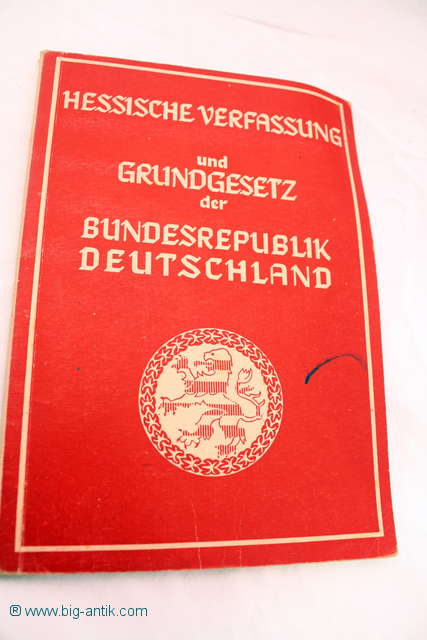 HESSISCHE VERFASSUNG
und
GRUNDGESETZ
der
BUNDESREPUBLIK
DEUTSCHLAND
® www.big-antik.com